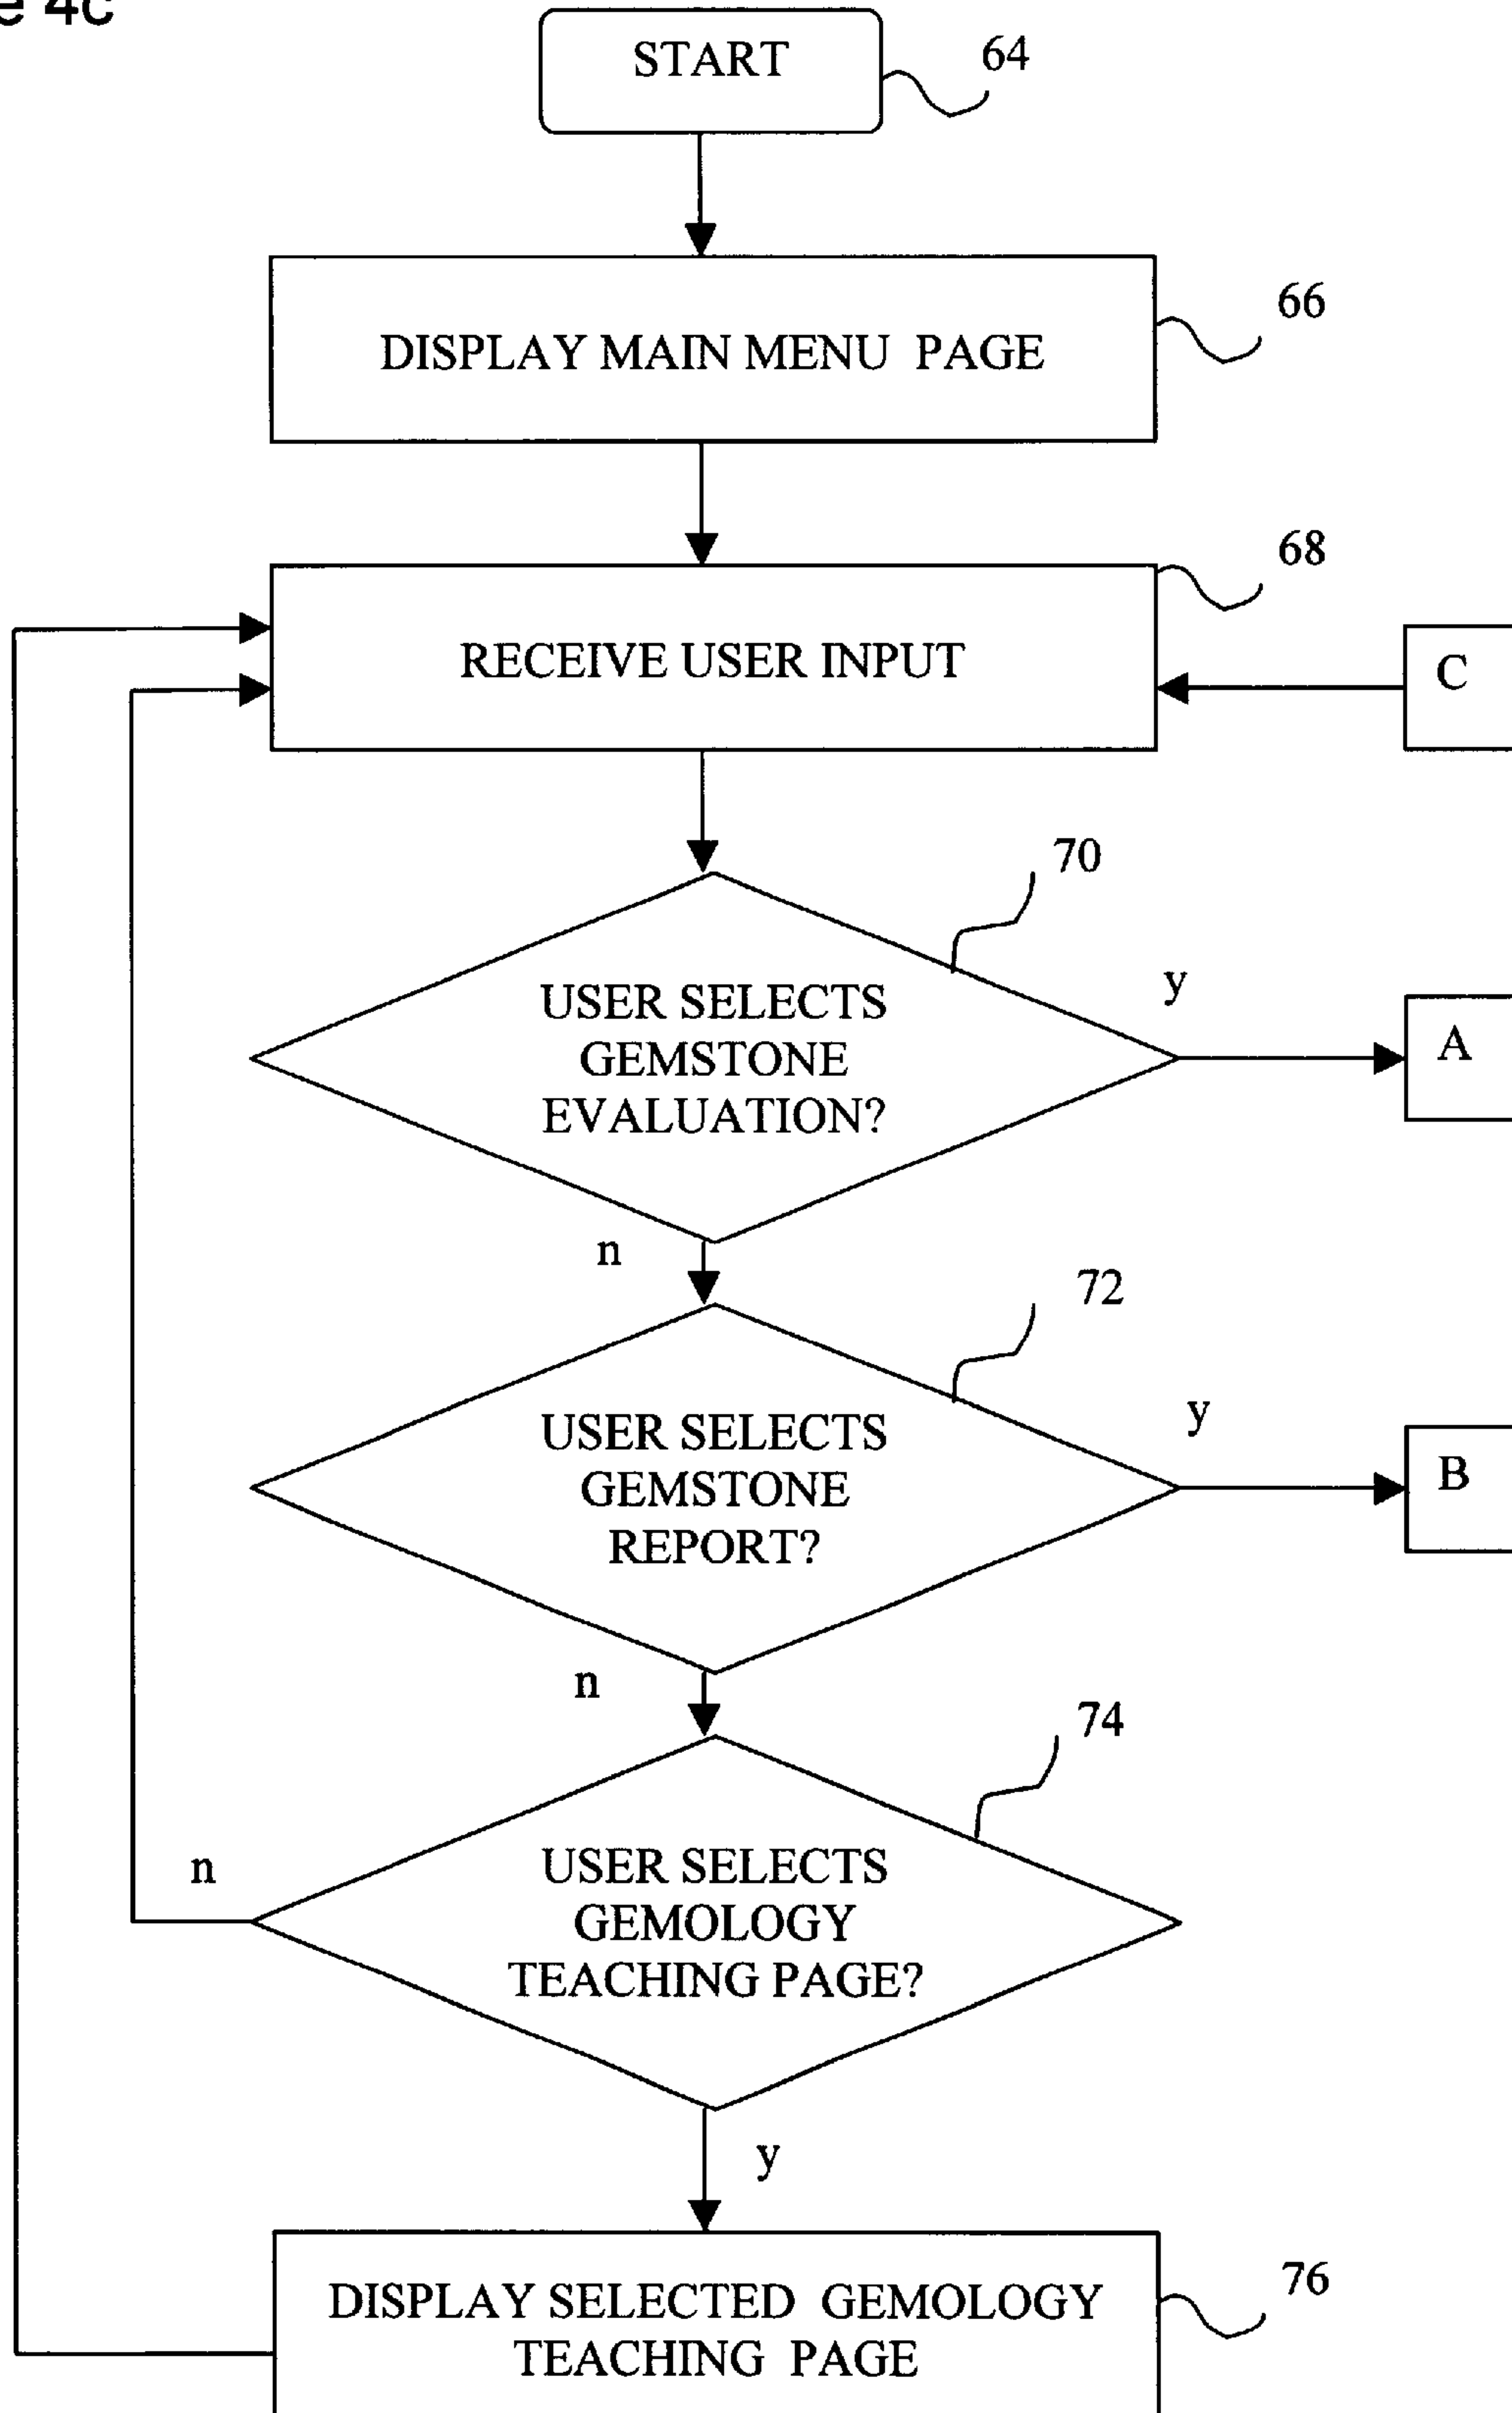 e 4c
START
64
DISPLAY MAIN MENU PAGE
66
68
RECEIVE USER INPUT
C
70
USER SELECTS
GEMSTONE
EVALUATION?
y
A
n
72
USER SELECTS
GEMSTONE
REPORT?
y
B
n
74
USER SELECTS
GEMOLOGY
TEACHING PAGE?
n
y
DISPLAY SELECTED GEMOLOGY
TEACHING PAGE
76